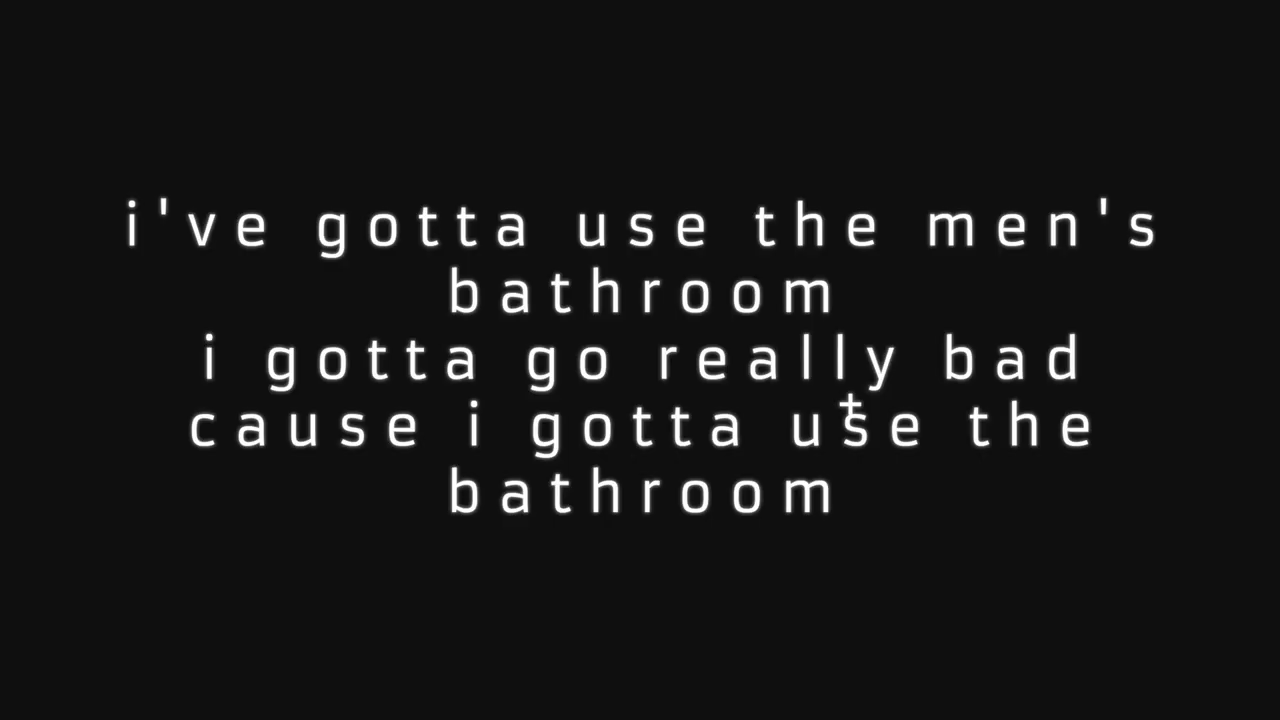 i've gotta use the men's
bathroom
i gotta go really bad
cause i gotta use the
bathroom